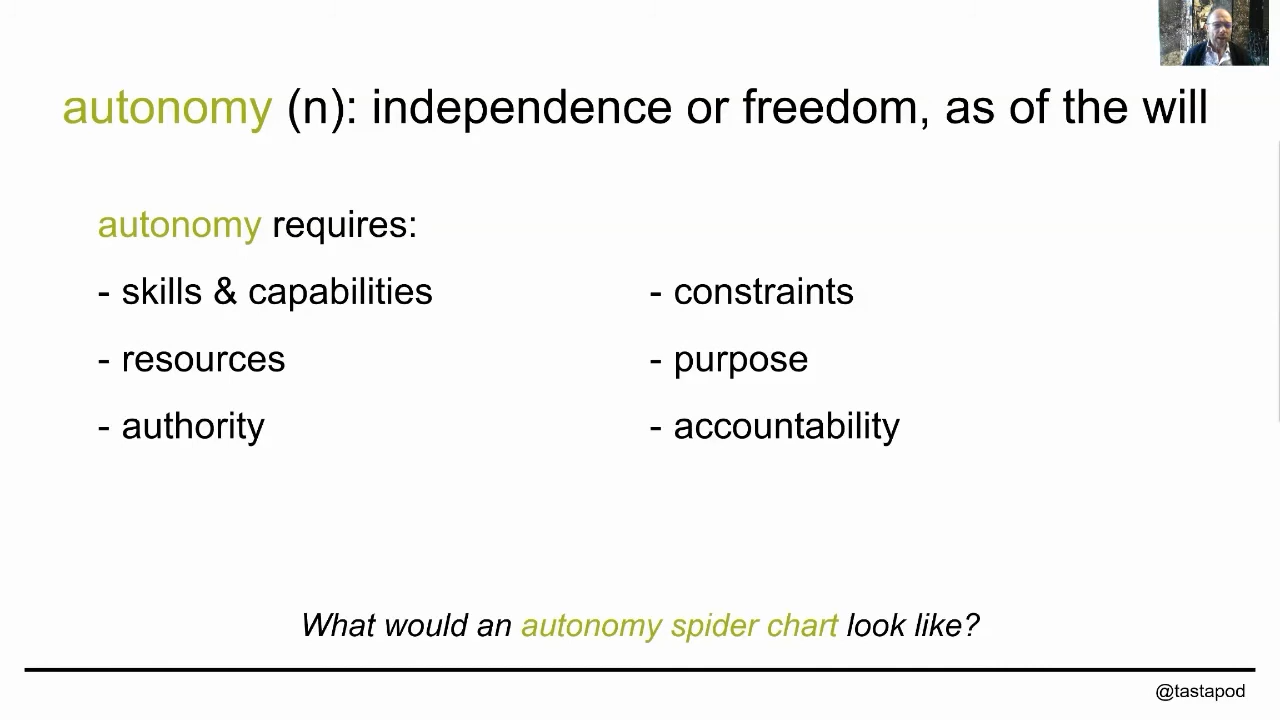 autonomy (n): independence or freedom, as of the will
autonomy requires:
- skills & capabilities
- resources
- authority
- constraints
- purpose
- accountability
What would an autonomy spider chart look like?
@tastapod